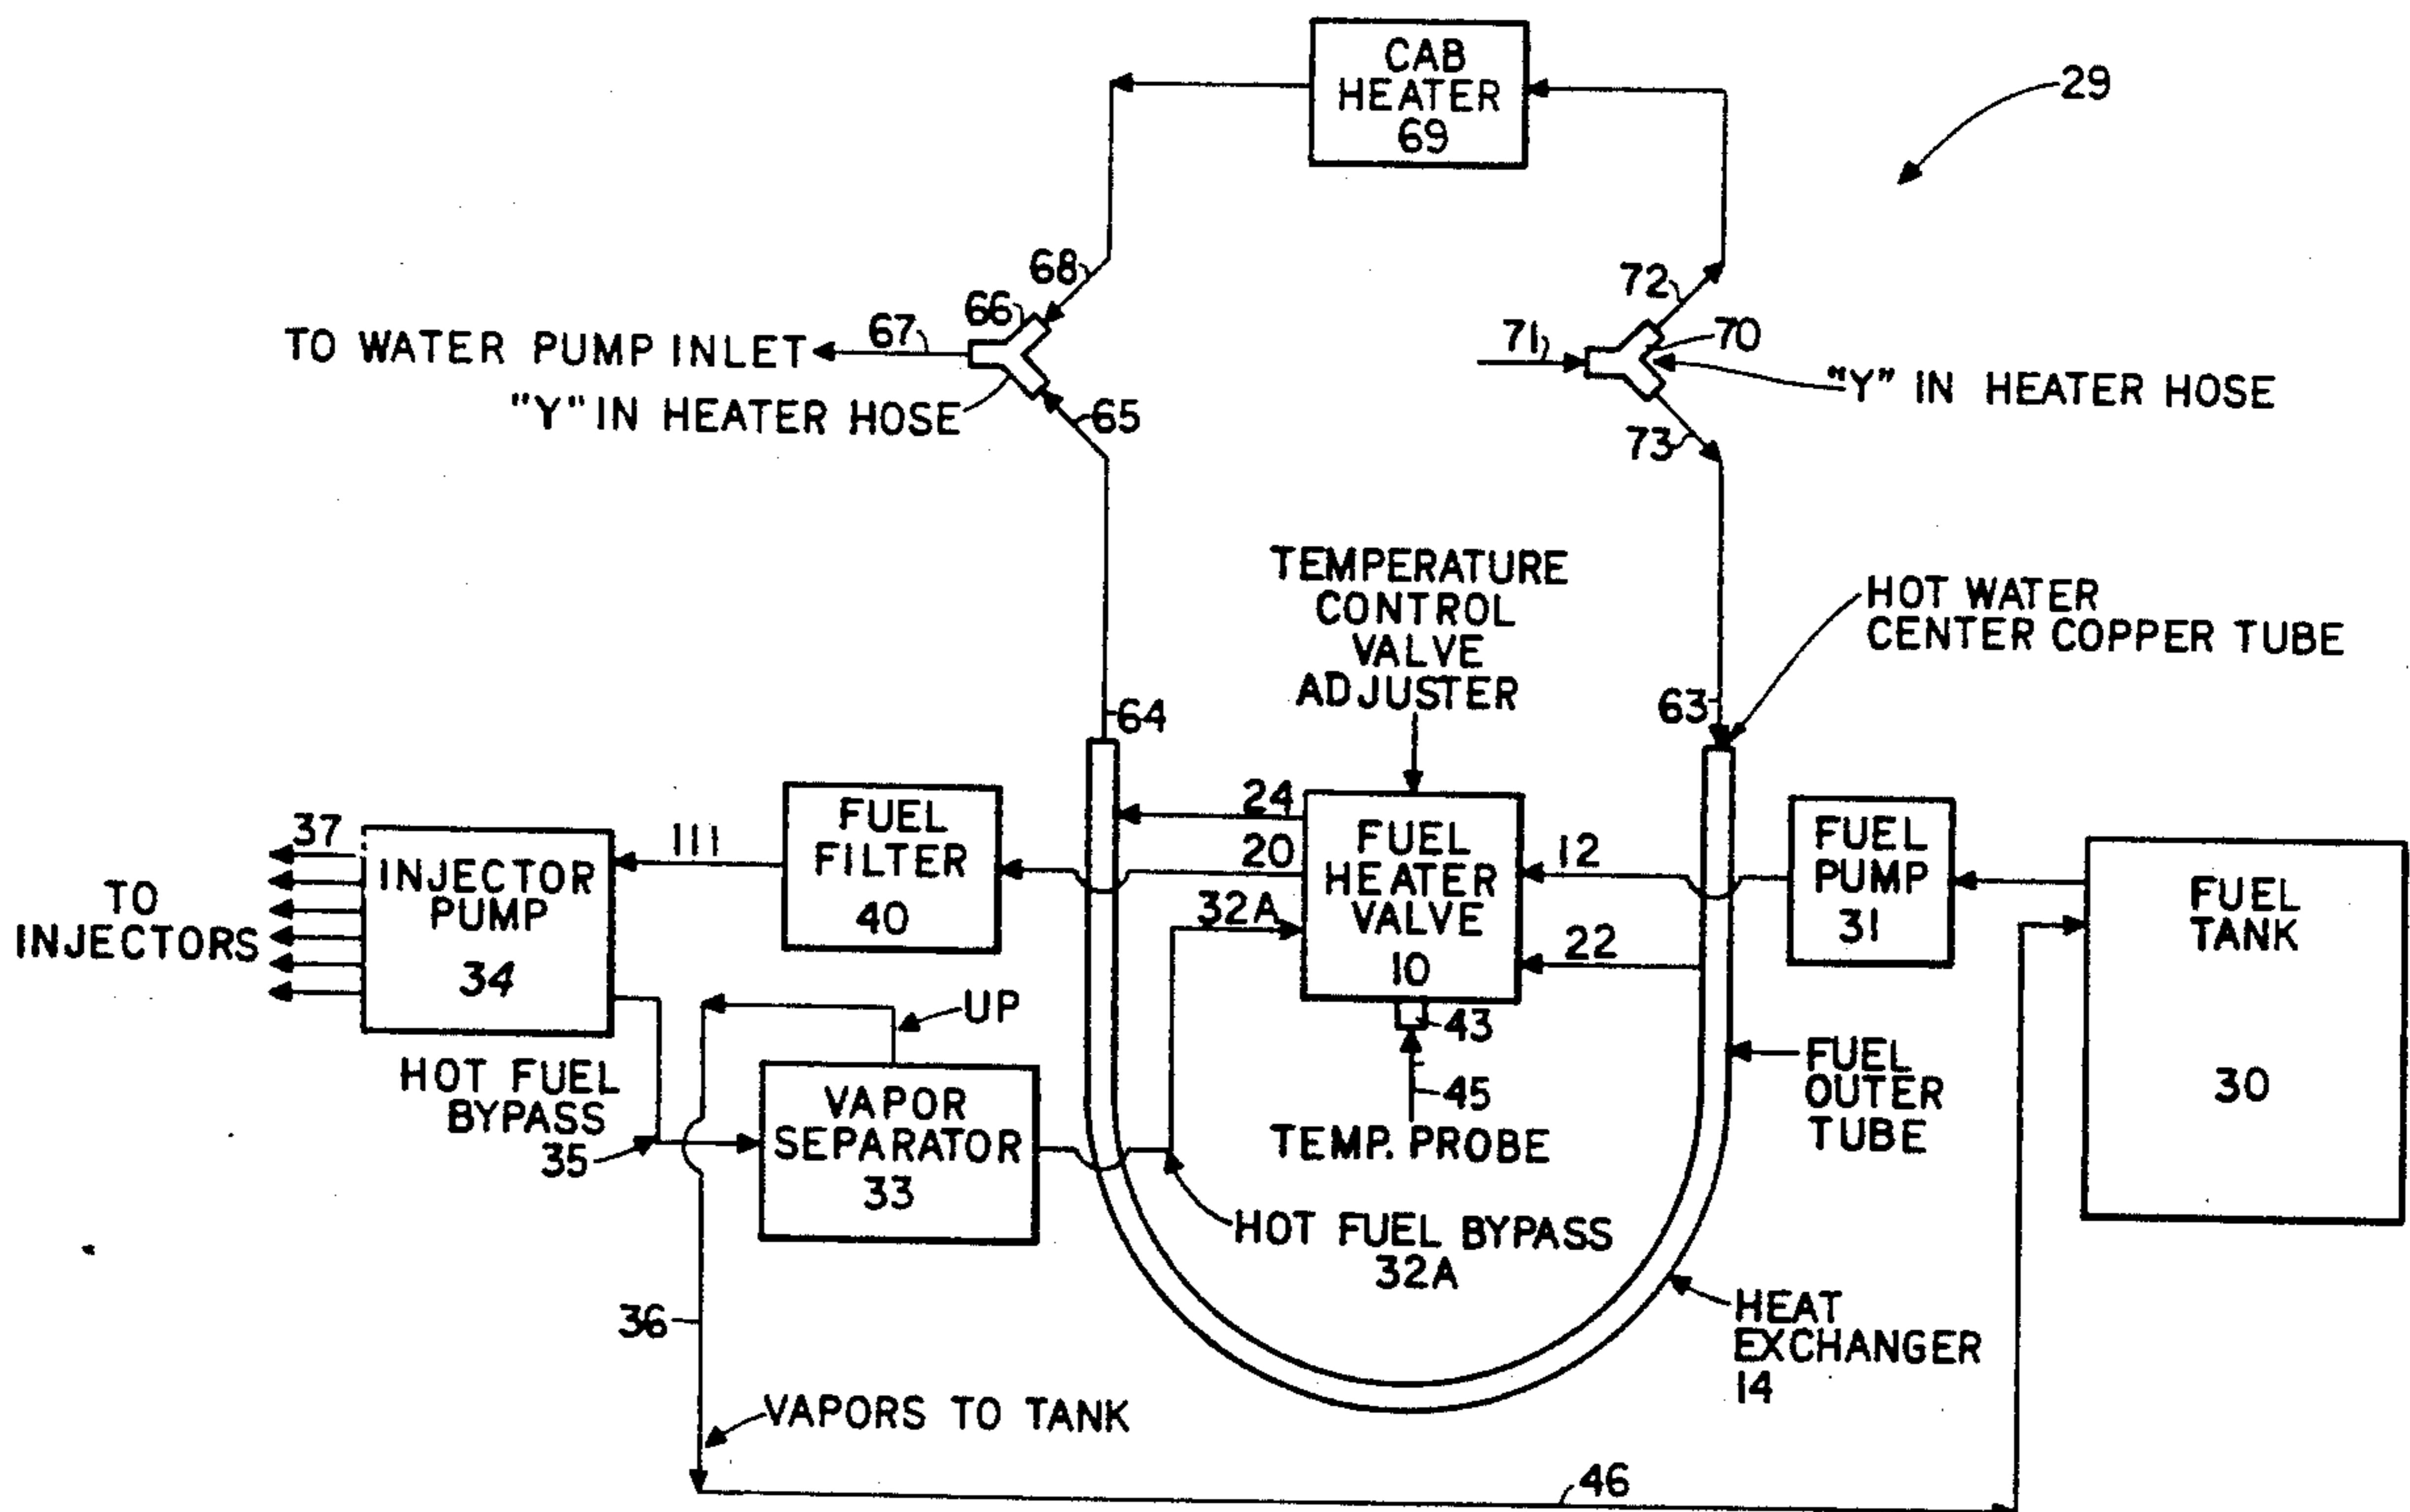 CAB
HEATER
69
29
68
66
67
TO WATER PUMP INLET
"Y" IN HEATER HOSE
65
72
71
70
"Y" IN HEATER HOSE
73
TEMPERATURE
CONTROL
VALVE
ADJUSTER
HOT WATER
CENTER COPPER TUBE
64
63
37
TO
INJECTORS
INJECTOR
PUMP
34
111
FUEL
FILTER
40
24
20
32A
FUEL
HEATER
VALVE
10
12
22
FUEL
PUMP
31
FUEL
TANK
30
UP
43
45
TEMP. PROBE
FUEL
OUTER
TUBE
HOT FUEL
BYPASS
35
VAPOR
SEPARATOR
33
HOT FUEL BYPASS
32A
HEAT
EXCHANGER
14
36
VAPORS TO TANK
46